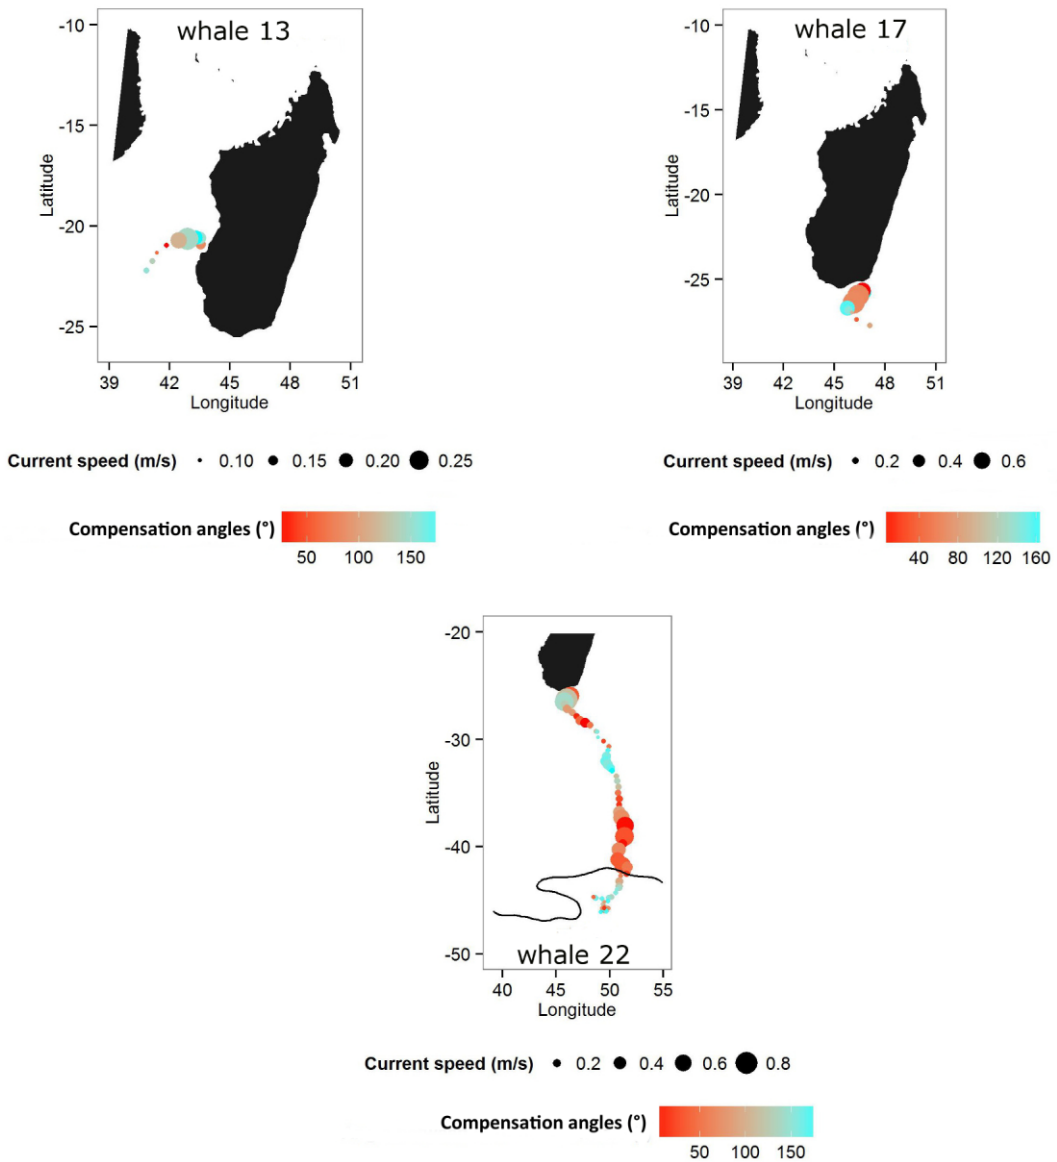 whale 13
-10
-15
-20
-25
Latitude
39 42 45 48 51
Longitude
Current speed (m/s) 0.10 0.15 0.20 0.25
Compensation angles (°)
50 100 150
whale 17
-10
-15
-20
-25
Latitude
39 42 45 48 51
Longitude
Current speed (m/s) 0.2 0.4 0.6
Compensation angles (°)
40 80 120 160
-20
-30
-40
-50
Latitude
whale 22
40 45 50 55
Longitude
Current speed (m/s) 0.2 0.4 0.6 0.8
Compensation angles (°)
50 100 150